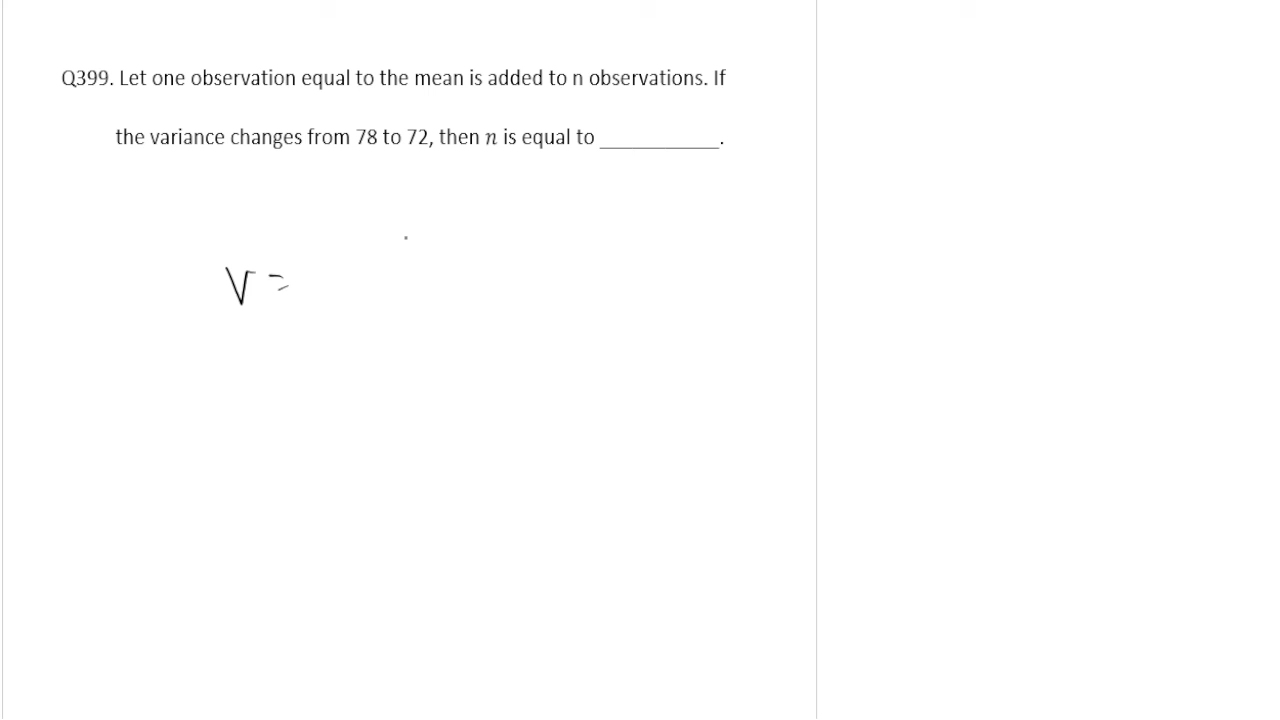 Q399. Let one observation equal to the mean is added to n observations. If
the variance changes from 78 to 72, then n is equal to ___________.
V =